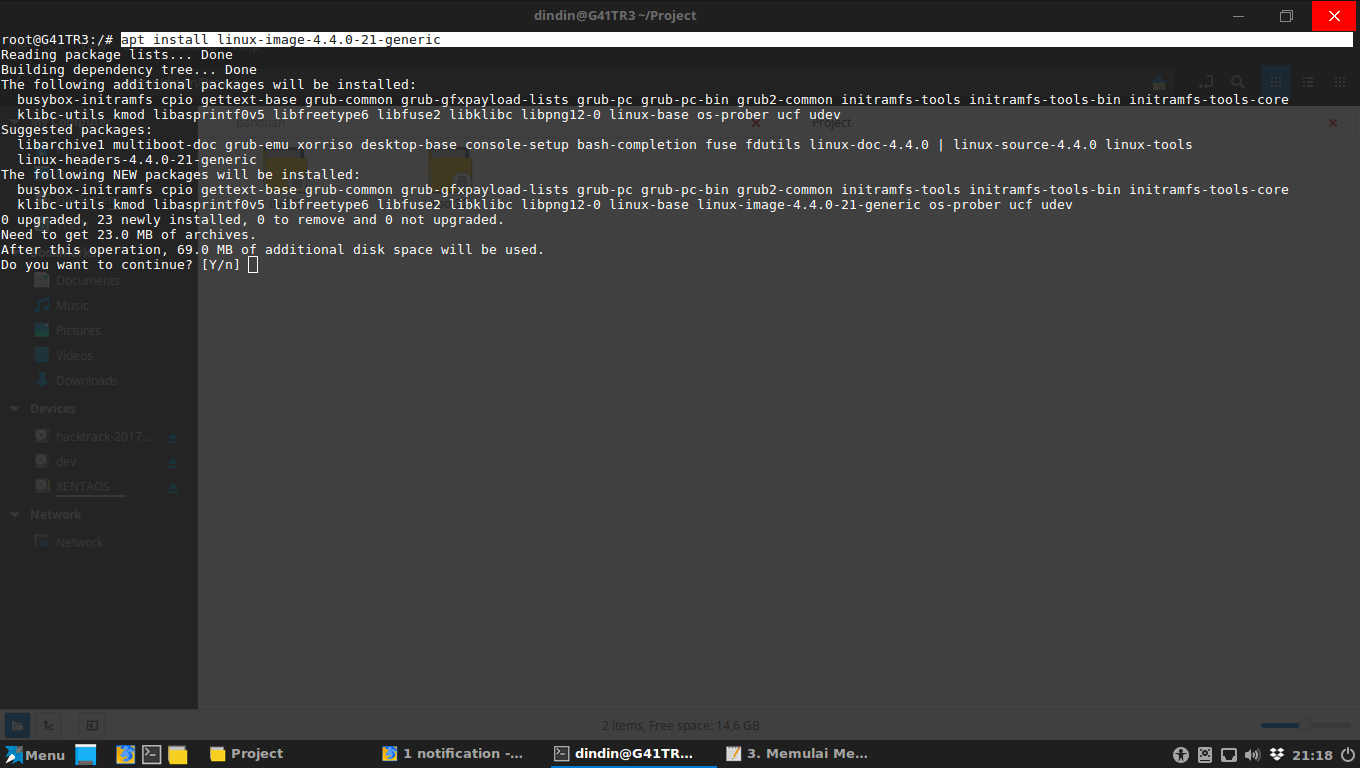 dindin@G41TR3 ~/Project
root@G41TR3:/# apt install linux-image-4.4.0-21-generic
Reading package lists... Done
Building dependency tree... Done
The following additional packages will be installed:
  busybox-initramfs cpio gettext-base grub-common grub-gfxpayload-lists grub-pc grub-pc-bin grub2-common initramfs-tools initramfs-tools-bin initramfs-tools-core
  klibc-utils kmod libasprintf0v5 libfreetype6 libfuse2 libklibc libpng12-0 linux-base os-prober ucf udev
Suggested packages:
  libarchive1 multiboot-doc grub-emu xorriso desktop-base console-setup bash-completion fuse fdutils linux-doc-4.4.0 | linux-source-4.4.0 linux-tools
  linux-headers-4.4.0-21-generic
The following NEW packages will be installed:
  busybox-initramfs cpio gettext-base grub-common grub-gfxpayload-lists grub-pc grub-pc-bin grub2-common initramfs-tools initramfs-tools-bin initramfs-tools-core
  klibc-utils kmod libasprintf0v5 libfreetype6 libfuse2 libklibc libpng12-0 linux-base linux-image-4.4.0-21-generic os-prober ucf udev
0 upgraded, 23 newly installed, 0 to remove and 0 not upgraded.
Need to get 23.0 MB of archives.
After this operation, 69.0 MB of additional disk space will be used.
Do you want to continue? [Y/n]
Project
Documents
Music
Pictures
Videos
Downloads
Devices
hacktrack-2017....
dev
XENTAOS
Network
Network
2 items, Free space: 14,6 GB
Menu
Project
1 notification -...
dindin@G41TR...
3. Memulai Me...
21:18